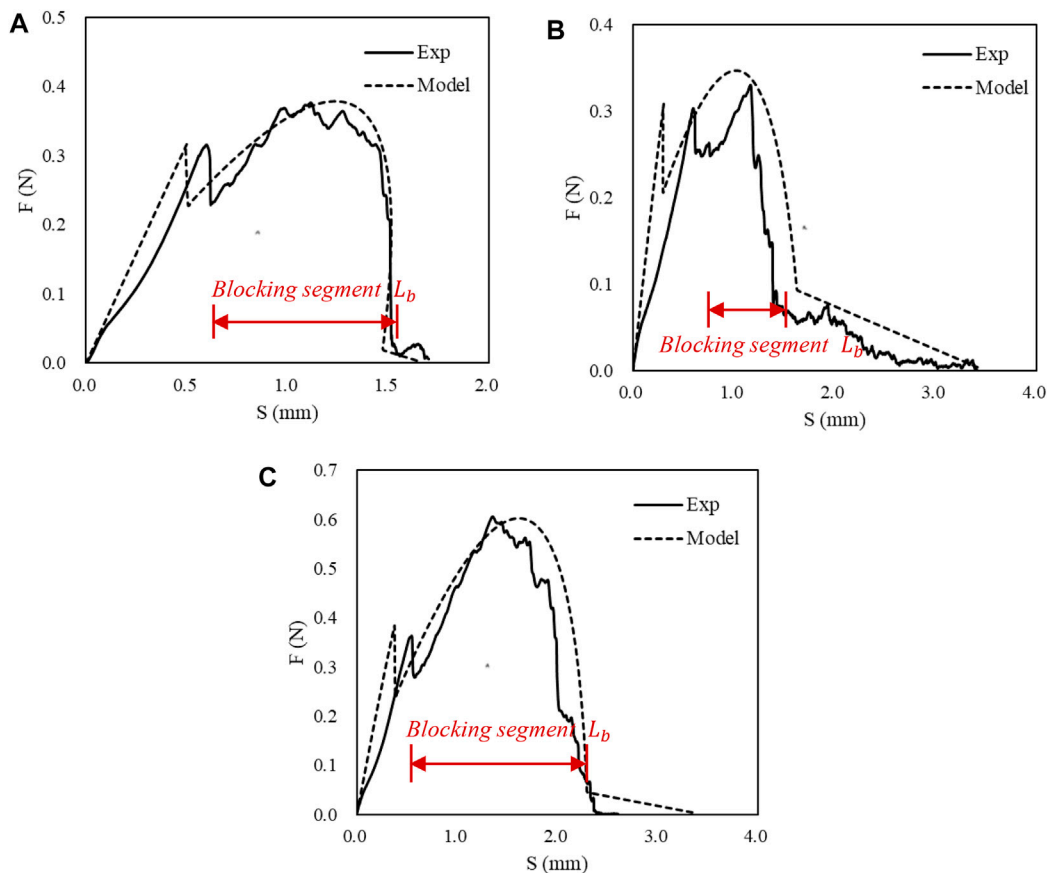 A
0.5
0.4
0.3
0.2
0.1
0.0
F (N)
Exp
Model
Blocking segment L_b
0.0 0.5 1.0 1.5 2.0
S (mm)
B
0.4
0.3
0.2
0.1
0.0
F (N)
Exp
Model
Blocking segment L_b
0.0 1.0 2.0 3.0 4.0
S (mm)
C
0.7
0.6
0.5
0.4
0.3
0.2
0.1
0.0
F (N)
Exp
Model
Blocking segment L_b
0.0 1.0 2.0 3.0 4.0
S (mm)